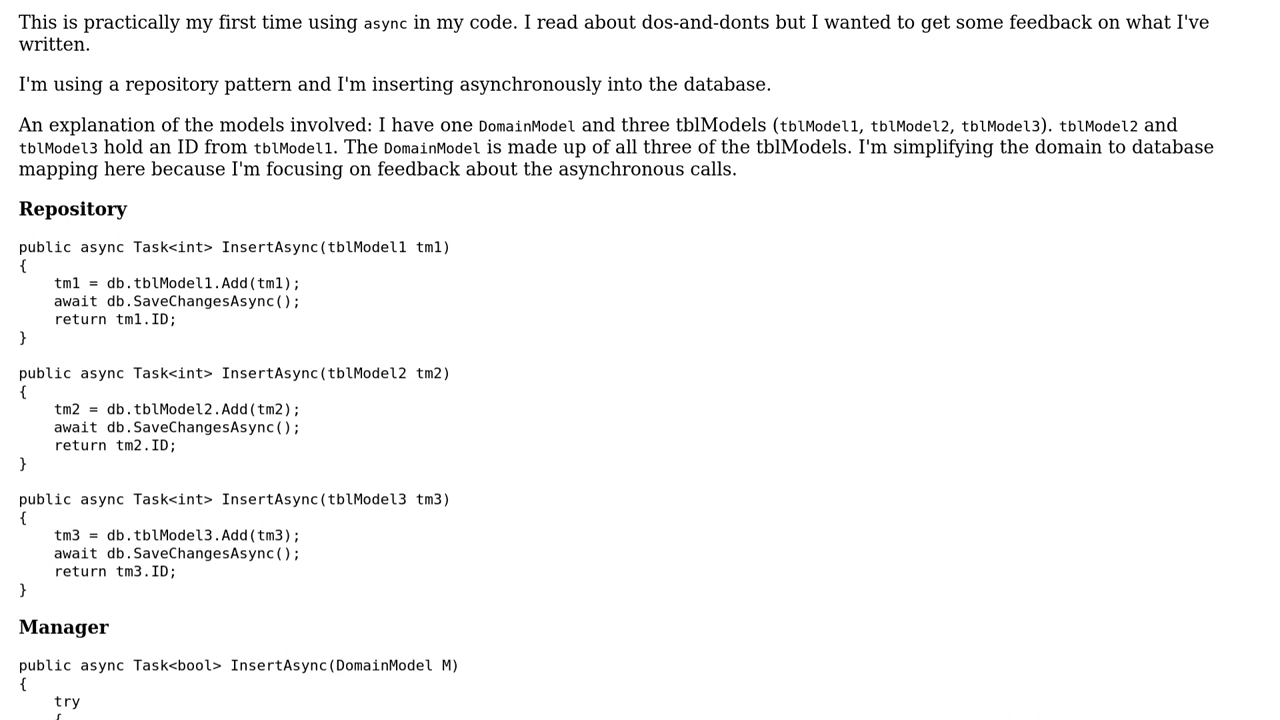 This is practically my first time using async in my code. I read about dos-and-donts but I wanted to get some feedback on what I've
written.
I'm using a repository pattern and I'm inserting asynchronously into the database.
An explanation of the models involved: I have one DomainModel and three tblModels (tblModel1, tblModel2, tblModel3). tblModel2 and
tblModel3 hold an ID from tblModel1. The DomainModel is made up of all three of the tblModels. I'm simplifying the domain to database
mapping here because I'm focusing on feedback about the asynchronous calls.
Repository
public async Task<int> InsertAsync(tblModel1 tm1)
{
    tm1 = db.tblModel1.Add(tm1);
    await db.SaveChangesAsync();
    return tm1.ID;
}
public async Task<int> InsertAsync(tblModel2 tm2)
{
    tm2 = db.tblModel2.Add(tm2);
    await db.SaveChangesAsync();
    return tm2.ID;
}
public async Task<int> InsertAsync(tblModel3 tm3)
{
    tm3 = db.tblModel3.Add(tm3);
    await db.SaveChangesAsync();
    return tm3.ID;
}
Manager
public async Task<bool> InsertAsync(DomainModel M)
{
    try
    {